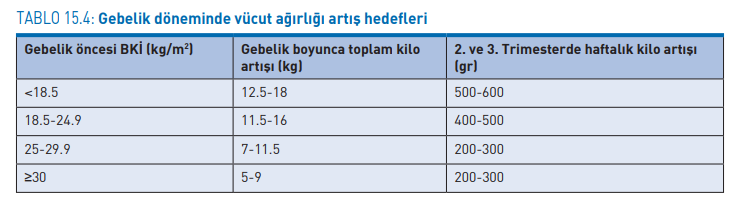 TABLO 15.4: Gebelik döneminde vücut ağırlığı artış hedefleri
Gebelik öncesi BKİ (kg/m²) Gebelik boyunca toplam kilo artışı (kg) 2. ve 3. Trimesterde haftalık kilo artışı (gr)
<18.5 12.5-18 500-600
18.5-24.9 11.5-16 400-500
25-29.9 7-11.5 200-300
≥30 5-9 200-300